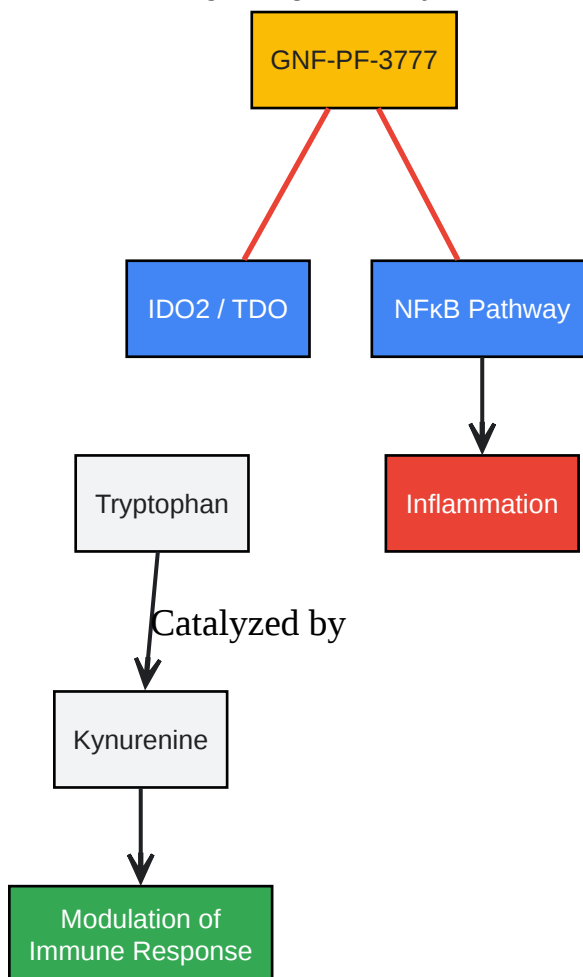 GNF-PF-3777
IDO2 / TDO
NFκB Pathway
Tryptophan
Inflammation
Catalyzed by
Kynurenine
Modulation of
Immune Response